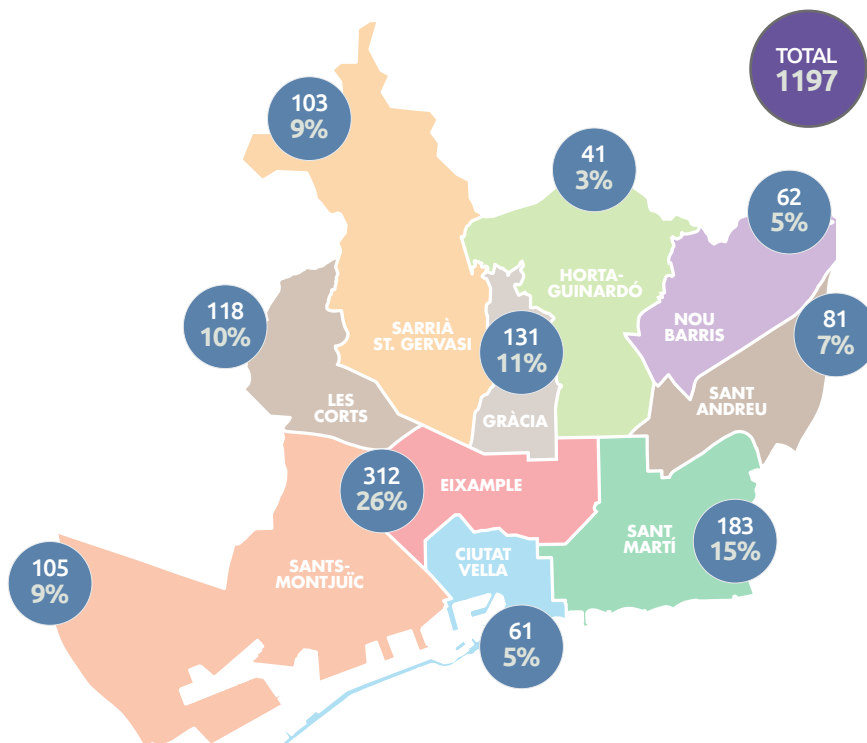 TOTAL
1197
103
9%
41
3%
62
5%
HORTA-
GUINARDÓ
118
10%
SARRIÀ
ST. GERVASI
131
11%
NOU
BARRIS
81
7%
LES
CORTS
GRÀCIA
SANT
ANDREU
312
26%
EIXAMPLE
SANT
MARTÍ
183
15%
105
9%
SANTS-
MONTJUÏC
CIUTAT
VELLA
61
5%